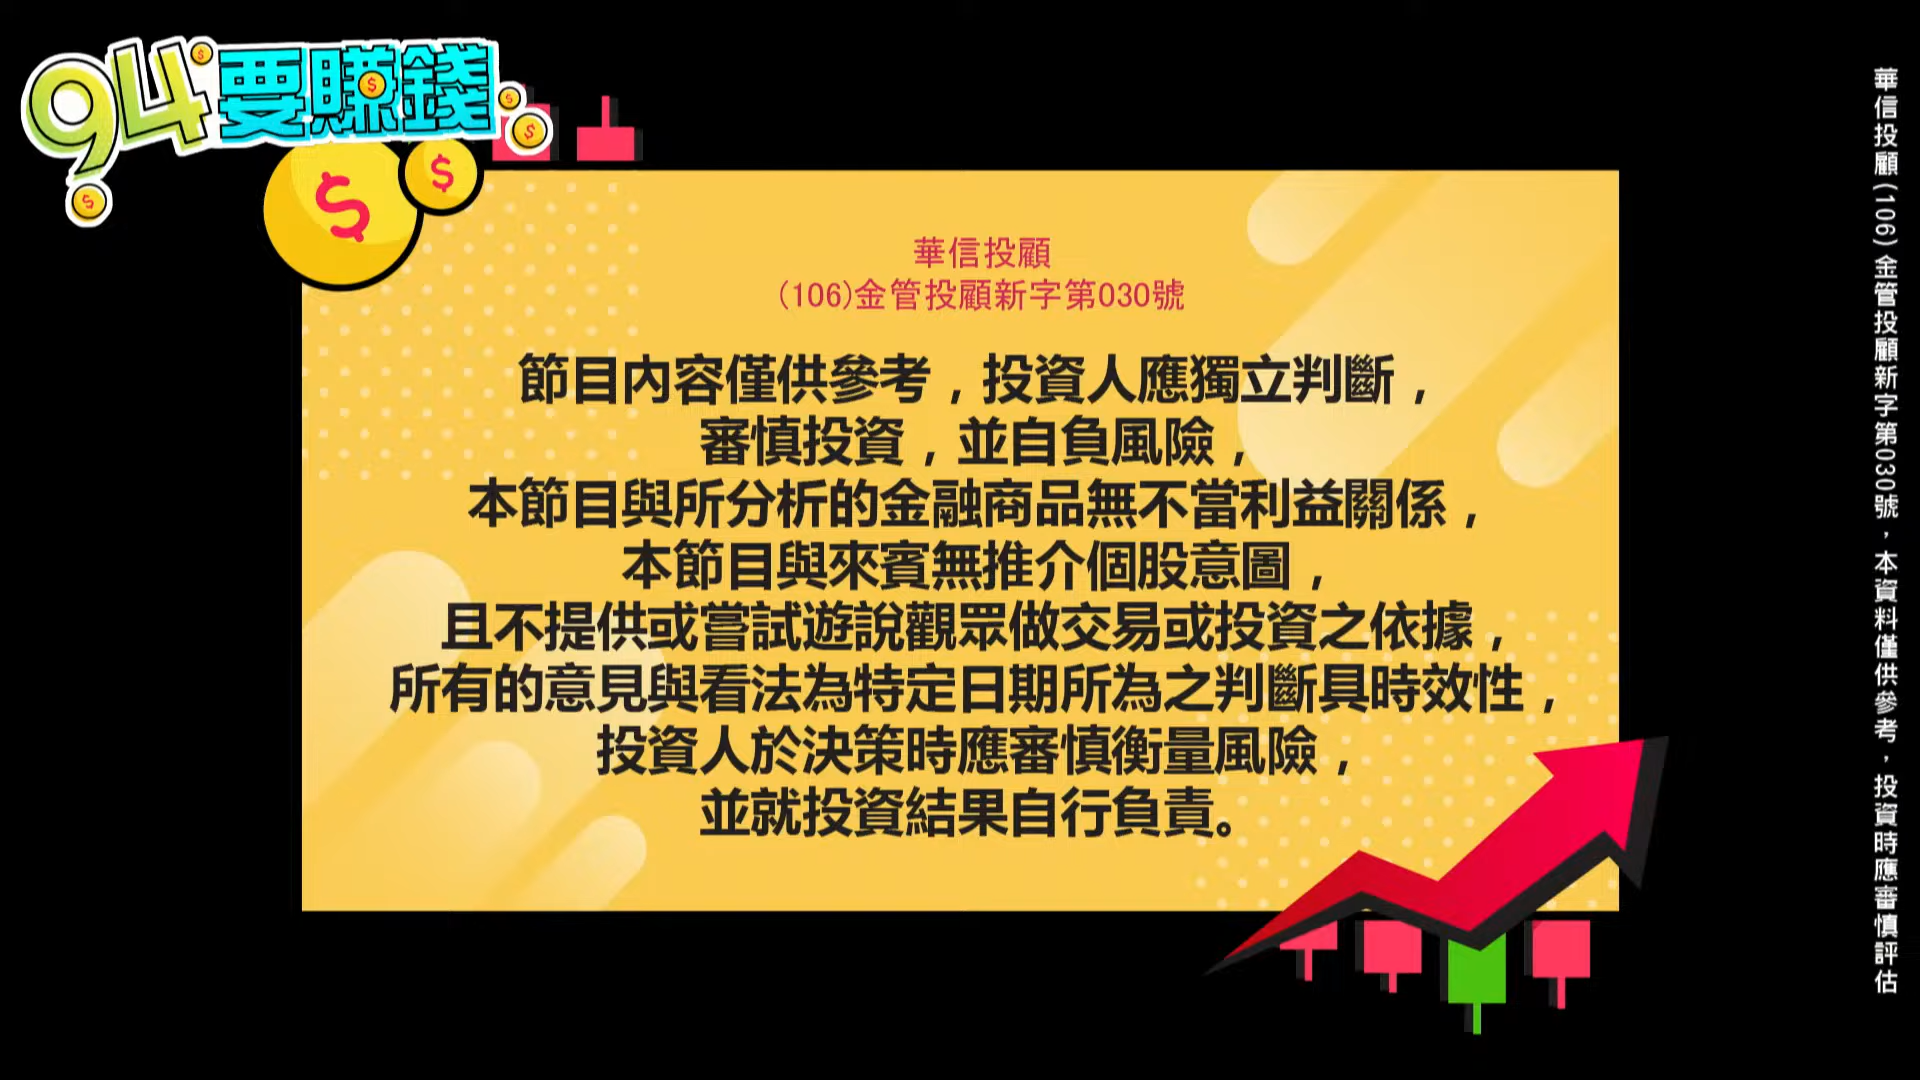 94要賺錢
華信投顧
(106)金管投顧新字第030號
節目內容僅供參考，投資人應獨立判斷，
審慎投資，並自負風險，
本節目與所分析的金融商品無不當利益關係，
本節目與來賓無推介個股意圖，
且不提供或嘗試遊說觀眾做交易或投資之依據，
所有的意見與看法為特定日期所為之判斷具時效性，
投資人於決策時應審慎衡量風險，
並就投資結果自行負責。
華信投顧(106)金管投顧新字第030號，本資料僅供參考，投資時應審慎評估